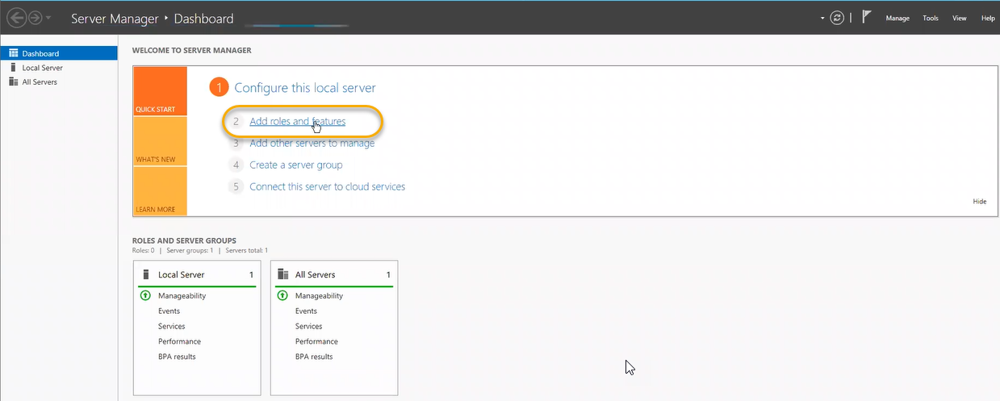 Server Manager ‣ Dashboard
Manage Tools View Help
Dashboard
Local Server
All Servers
WELCOME TO SERVER MANAGER
QUICK START
WHAT'S NEW
LEARN MORE
1 Configure this local server
2 Add roles and features
3 Add other servers to manage
4 Create a server group
5 Connect this server to cloud services
Hide
ROLES AND SERVER GROUPS
Roles: 0 | Server groups: 1 | Servers total: 1
Local Server 1
Manageability
Events
Services
Performance
BPA results
All Servers 1
Manageability
Events
Services
Performance
BPA results